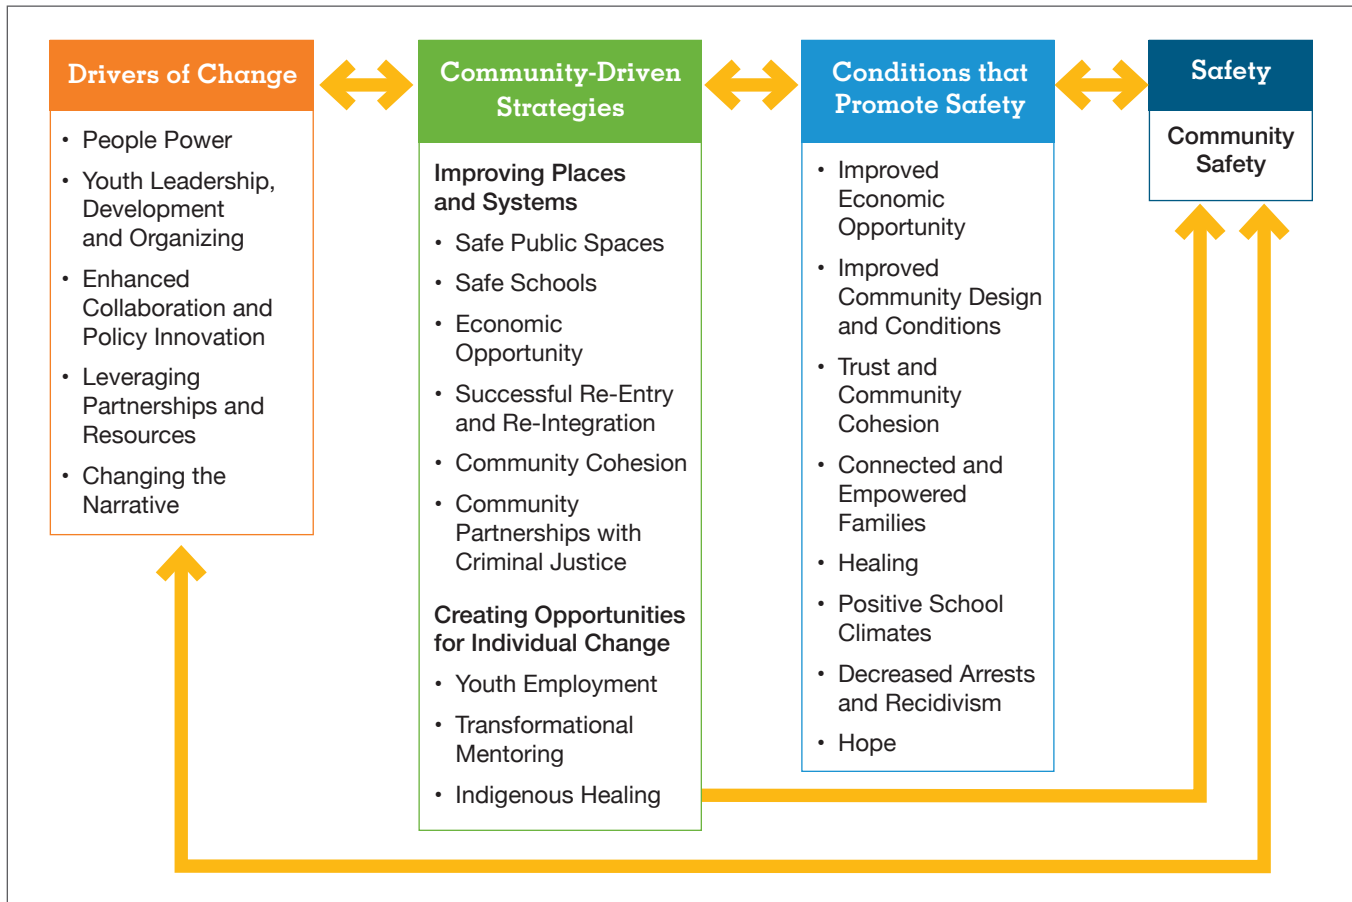 Drivers of Change
• People Power
• Youth Leadership,
Development
and Organizing
• Enhanced
Collaboration and
Policy Innovation
• Leveraging
Partnerships and
Resources
• Changing the
Narrative
Community-Driven
Strategies
Improving Places
and Systems
• Safe Public Spaces
• Safe Schools
• Economic
Opportunity
• Successful Re-Entry
and Re-Integration
• Community Cohesion
• Community
Partnerships with
Criminal Justice
Creating Opportunities
for Individual Change
• Youth Employment
• Transformational
Mentoring
• Indigenous Healing
Conditions that
Promote Safety
• Improved
Economic
Opportunity
• Improved
Community Design
and Conditions
• Trust and
Community
Cohesion
• Connected and
Empowered
Families
• Healing
• Positive School
Climates
• Decreased Arrests
and Recidivism
• Hope
Safety
Community
Safety